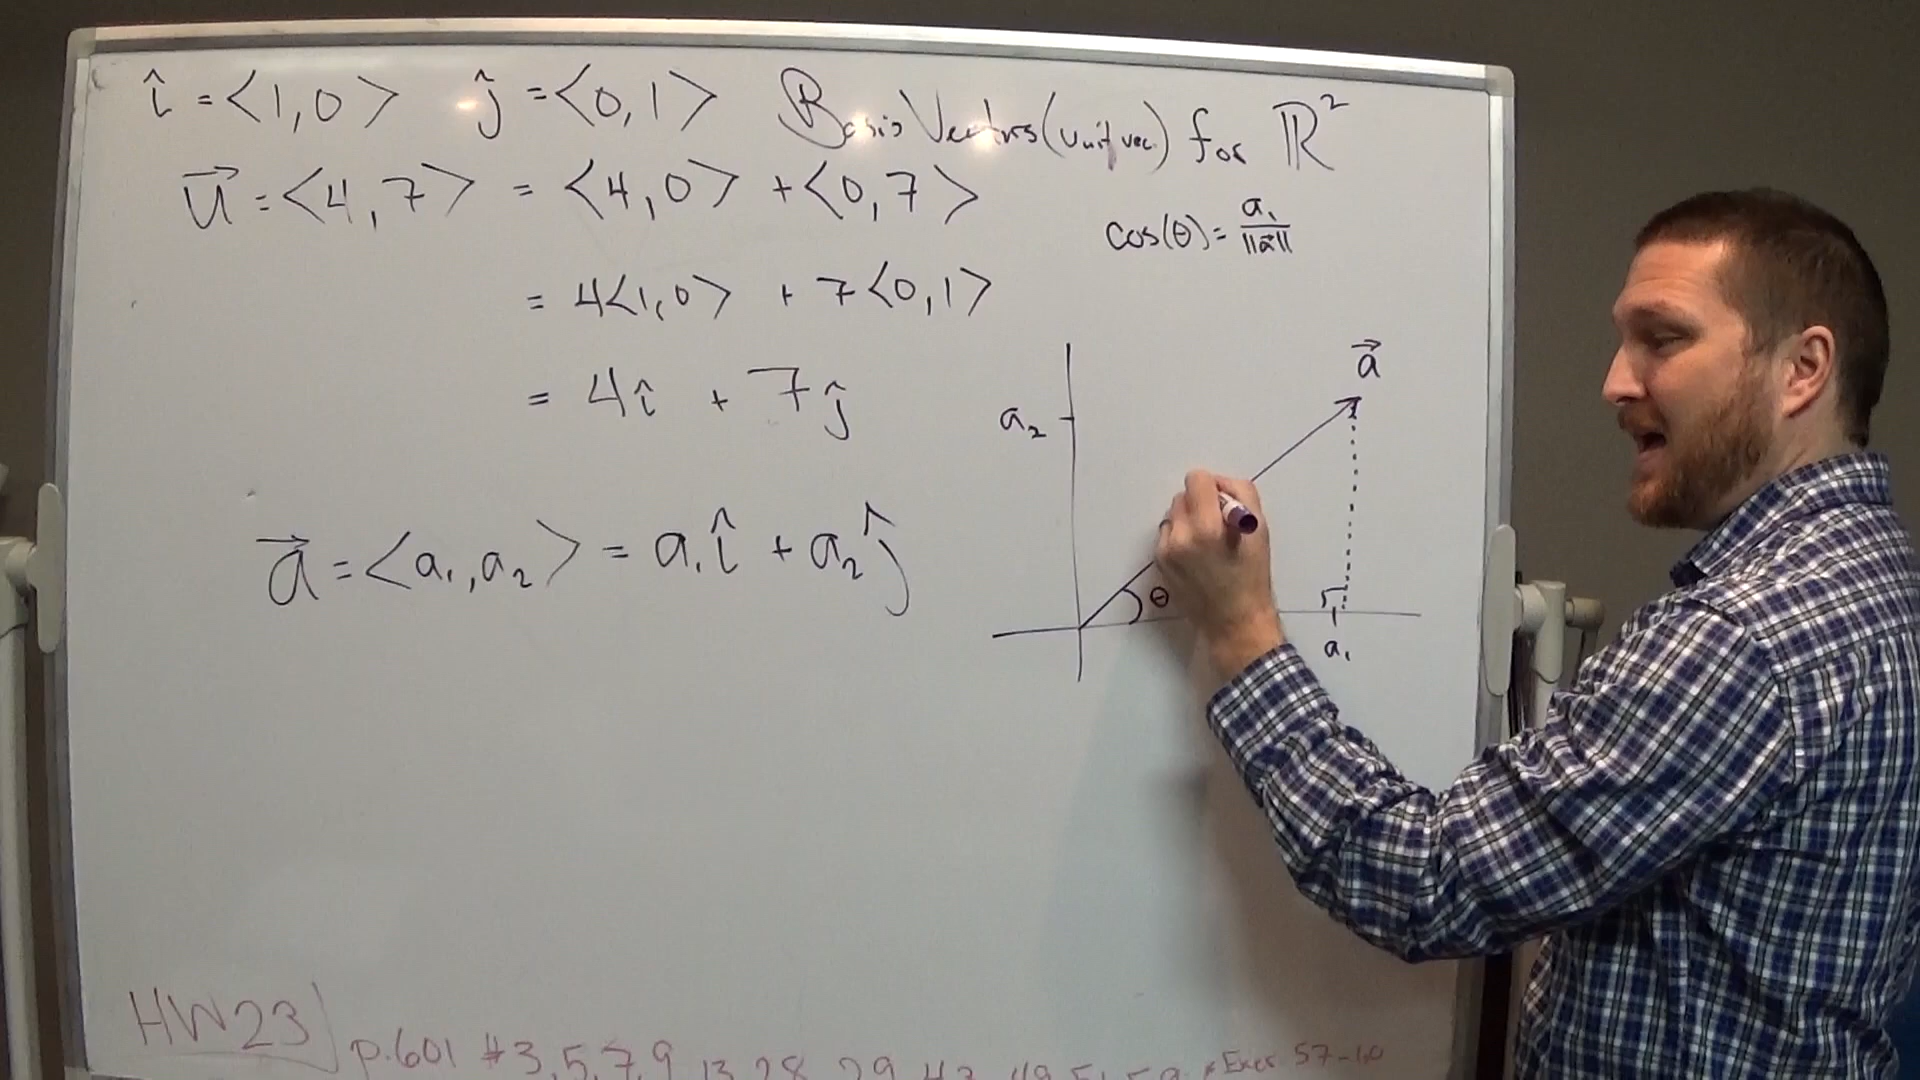 î = <1,0> ĵ = <0,1> Basis Vectors (unit vec.) for ℝ²
u⃗ = <4,7> = <4,0> + <0,7>
= 4<1,0> + 7<0,1>
= 4î + 7ĵ
a⃗ = <a₁,a₂> = a₁î + a₂ĵ
cos(θ) = a₁/||a⃗||
a⃗
a₂
θ
a₁
HW23
p.601 #3,5,7,9 13 28 29 49 51 59 Exer 57-60